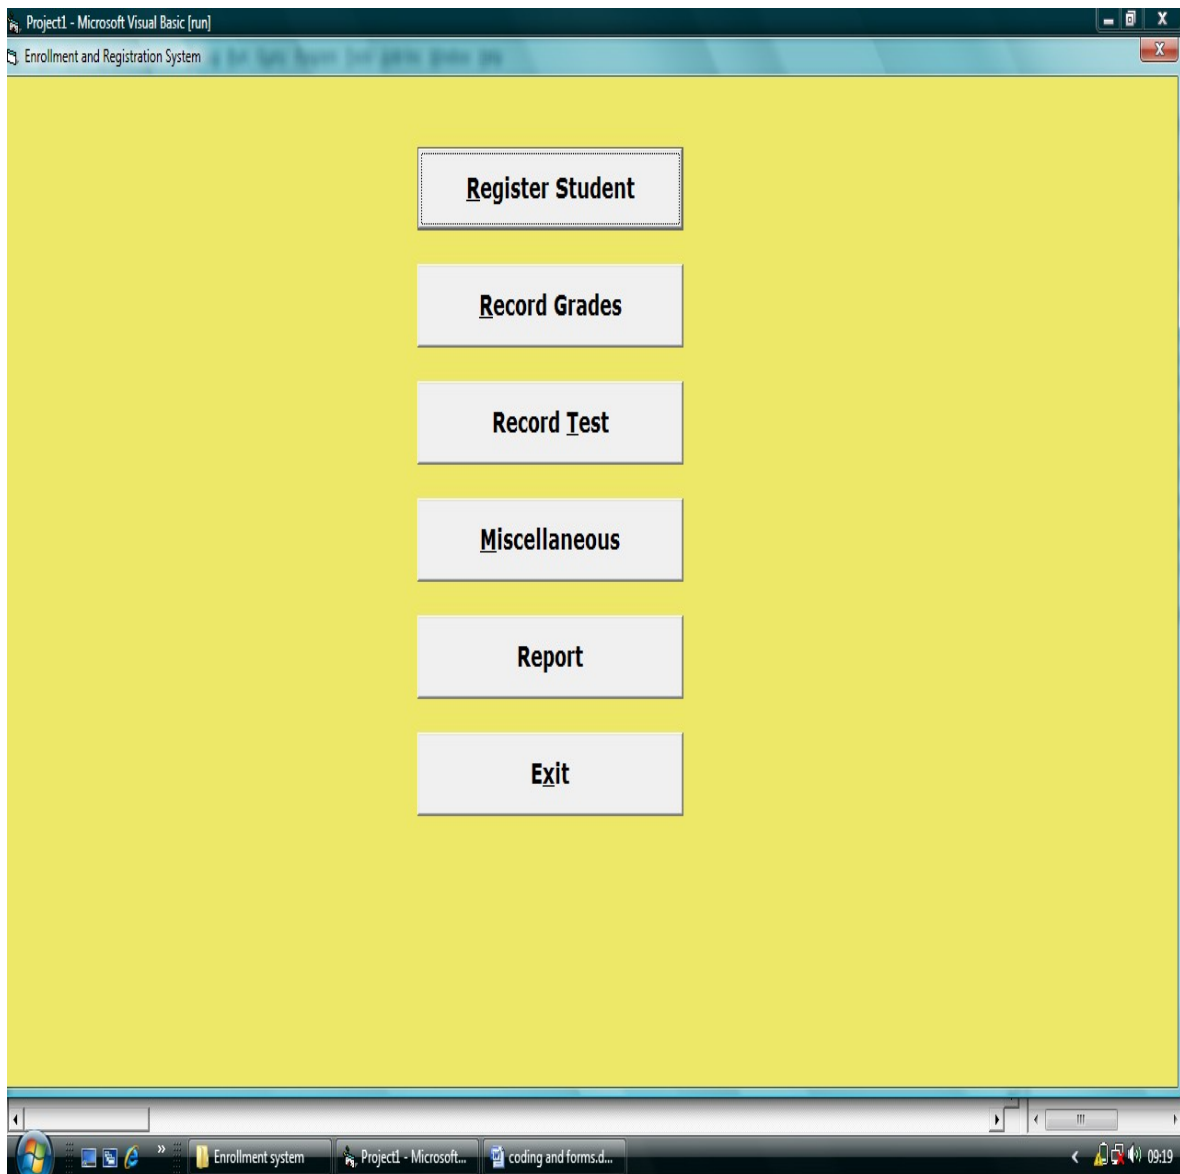 Project1 - Microsoft Visual Basic [run]
Enrollment and Registration System
Register Student
Record Grades
Record Test
Miscellaneous
Report
Exit
Enrollment system
Project1 - Microsoft...
coding and forms.d...
09:19